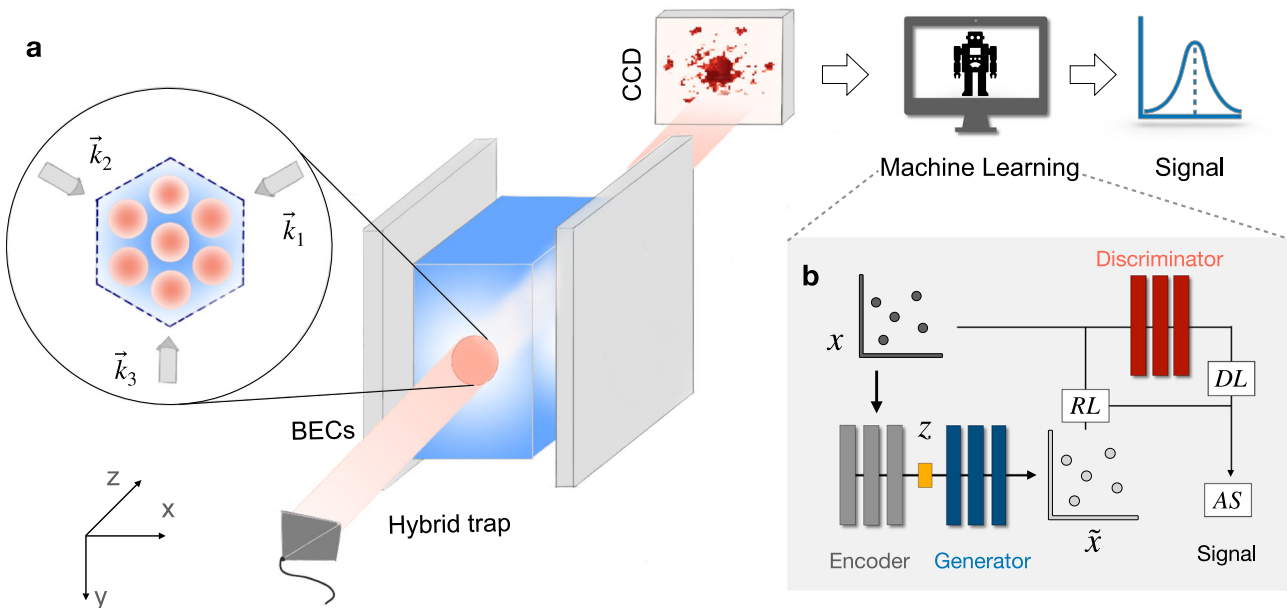 a
CCD
k⃗₂
k⃗₁
k⃗₃
Machine Learning
Signal
BECs
Hybrid trap
z
x
y
b
Discriminator
x
DL
RL
z
AS
x̃
Encoder
Generator
Signal